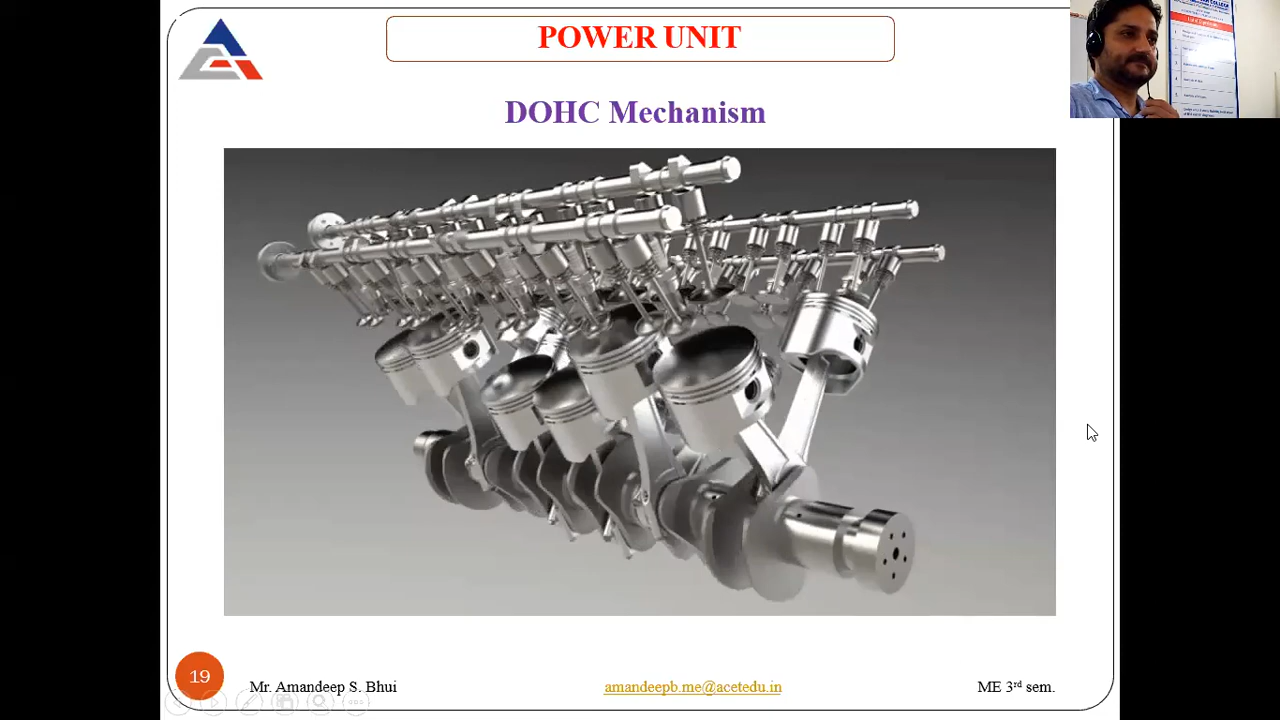 POWER UNIT
DOHC Mechanism
19
Mr. Amandeep S. Bhui
amandeepb.me@acetedu.in
ME 3rd sem.